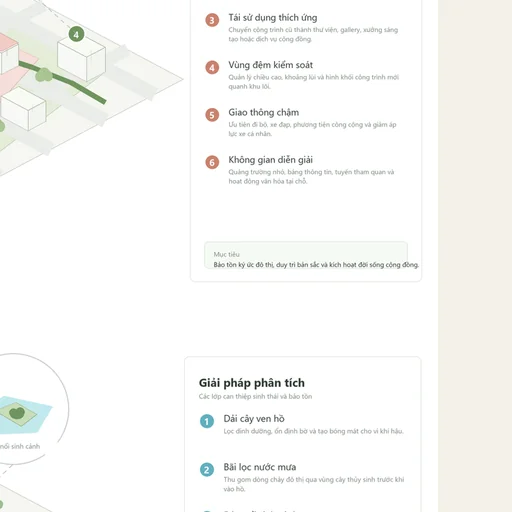 4
3
Tái sử dụng thích ứng
Chuyển công trình cũ thành thư viện, gallery, xưởng sáng
tạo hoặc dịch vụ cộng đồng.
4
Vùng đệm kiểm soát
Quản lý chiều cao, khoảng lùi và hình khối công trình mới
quanh khu lõi.
5
Giao thông chậm
Ưu tiên đi bộ, xe đạp, phương tiện công cộng và giảm áp
lực xe cá nhân.
6
Không gian diễn giải
Quảng trường nhỏ, bảng thông tin, tuyến tham quan và
hoạt động văn hóa tại chỗ.
Mục tiêu
Bảo tồn ký ức đô thị, duy trì bản sắc và kích hoạt đời sống cộng đồng.
Giải pháp phân tích
Các lớp can thiệp sinh thái và bảo tồn
1
Dải cây ven hồ
Lọc dinh dưỡng, ổn định bờ và tạo bóng mát cho vi khí hậu.
nối sinh cảnh
2
Bãi lọc nước mưa
Thu gom dòng chảy đô thị qua vùng cây thủy sinh trước khi
vào hồ.